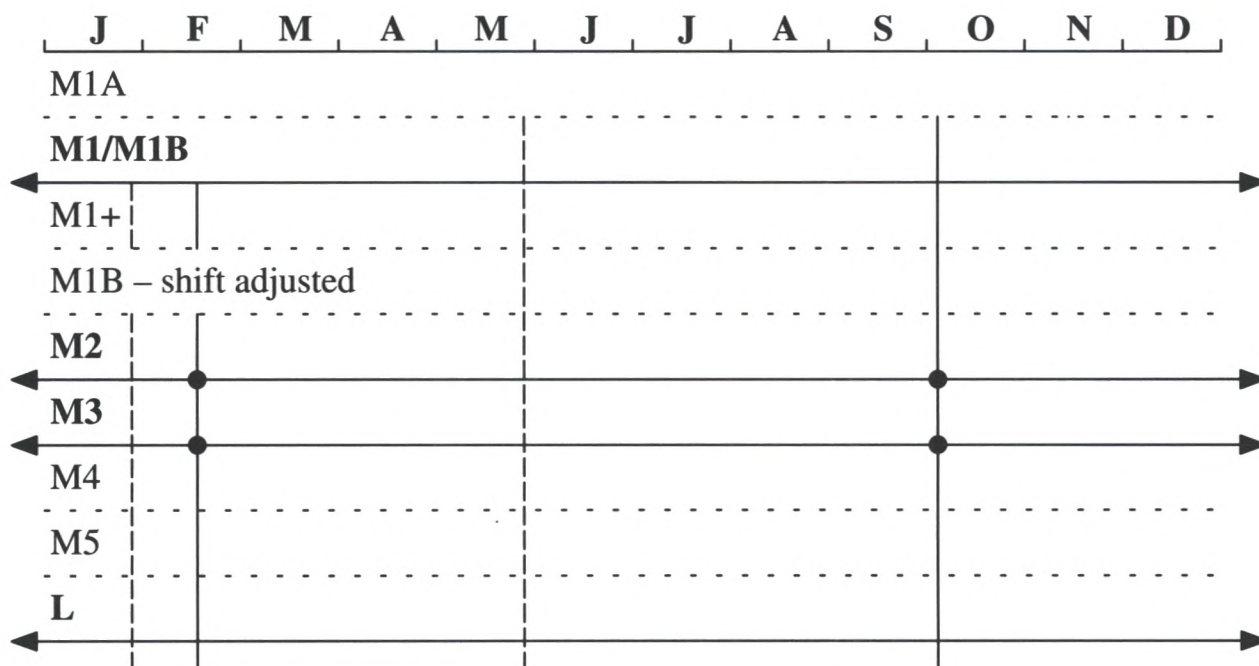 J F M A M J J A S O N D
M1A
M1/M1B
M1+
M1B – shift adjusted
M2
M3
M4
M5
L